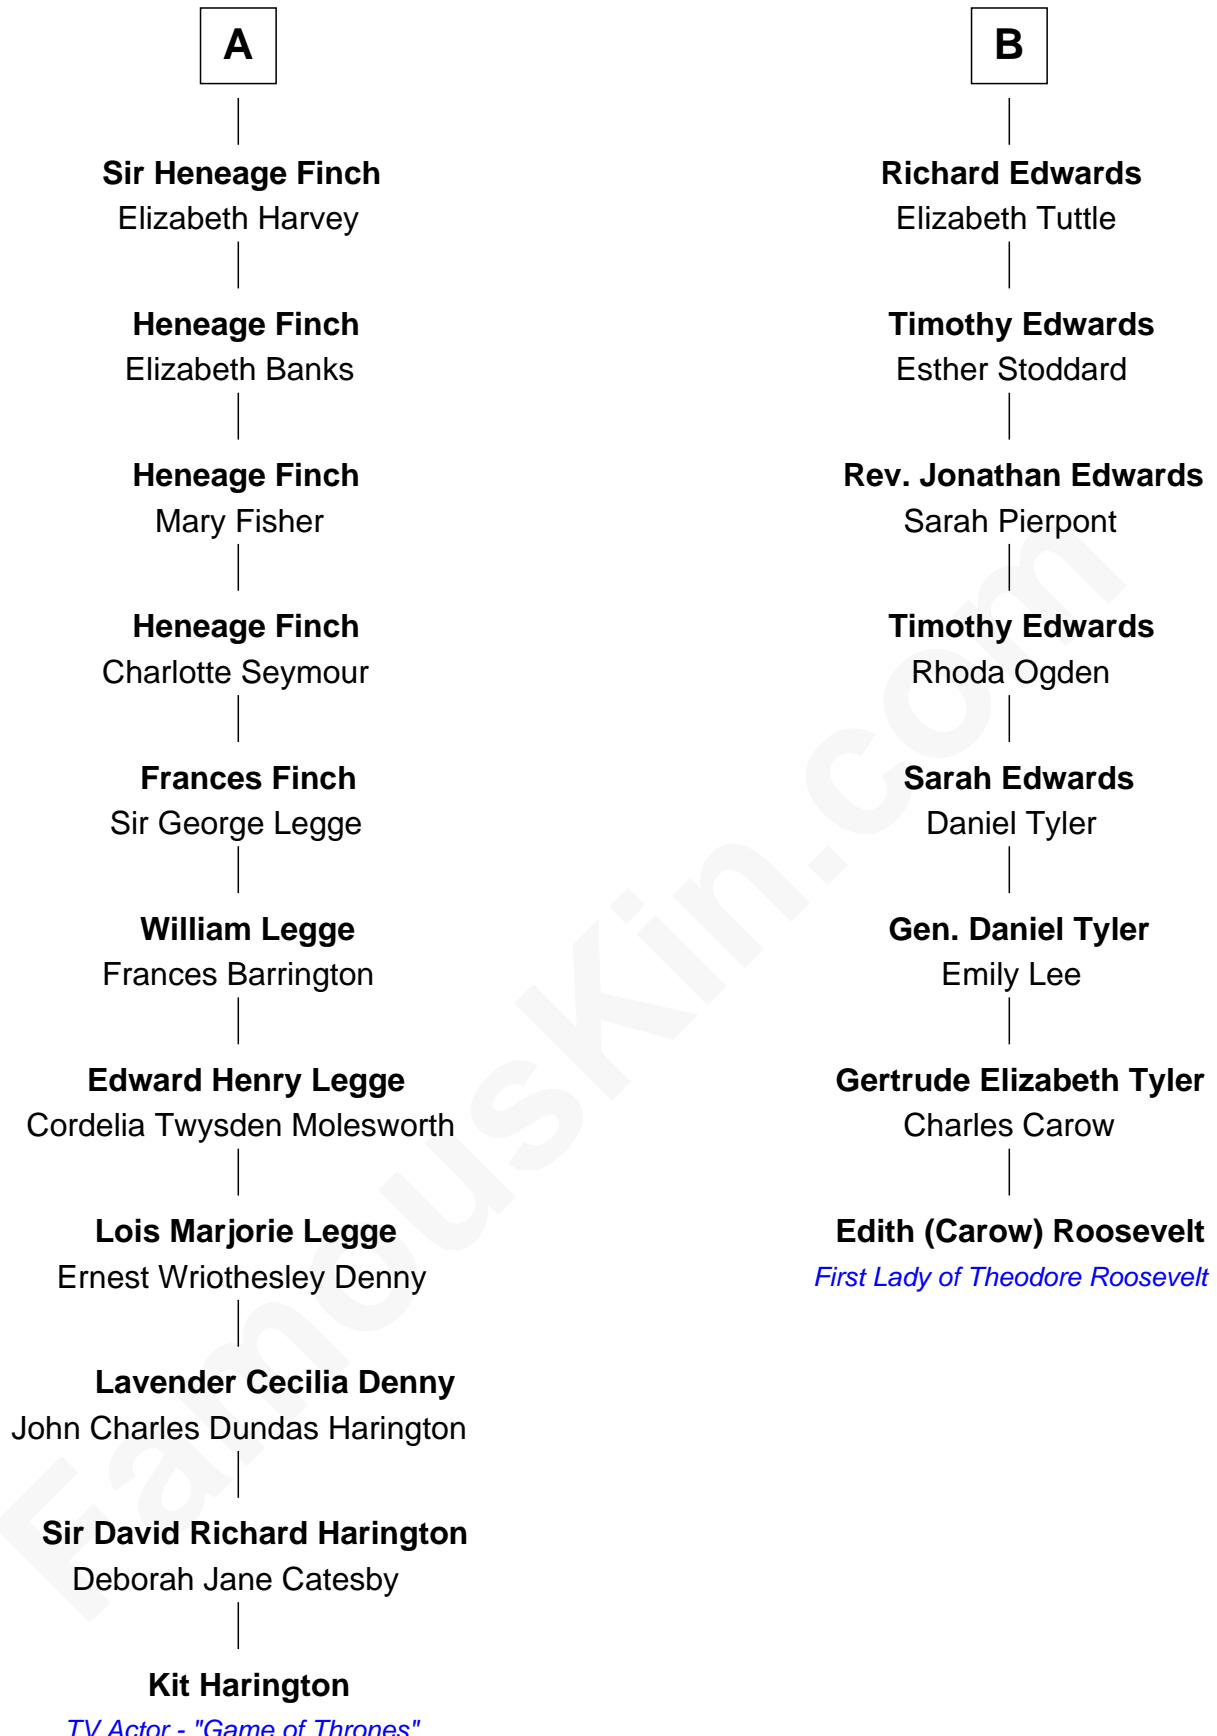 A
Sir Heneage Finch
Elizabeth Harvey
Heneage Finch
Elizabeth Banks
Heneage Finch
Mary Fisher
Heneage Finch
Charlotte Seymour
Frances Finch
Sir George Legge
William Legge
Frances Barrington
Edward Henry Legge
Cordelia Twysden Molesworth
Lois Marjorie Legge
Ernest Wriothesley Denny
Lavender Cecilia Denny
John Charles Dundas Harington
Sir David Richard Harington
Deborah Jane Catesby
Kit Harington
TV Actor - "Game of Thrones"
B
Richard Edwards
Elizabeth Tuttle
Timothy Edwards
Esther Stoddard
Rev. Jonathan Edwards
Sarah Pierpont
Timothy Edwards
Rhoda Ogden
Sarah Edwards
Daniel Tyler
Gen. Daniel Tyler
Emily Lee
Gertrude Elizabeth Tyler
Charles Carow
Edith (Carow) Roosevelt
First Lady of Theodore Roosevelt
FamousKin.com